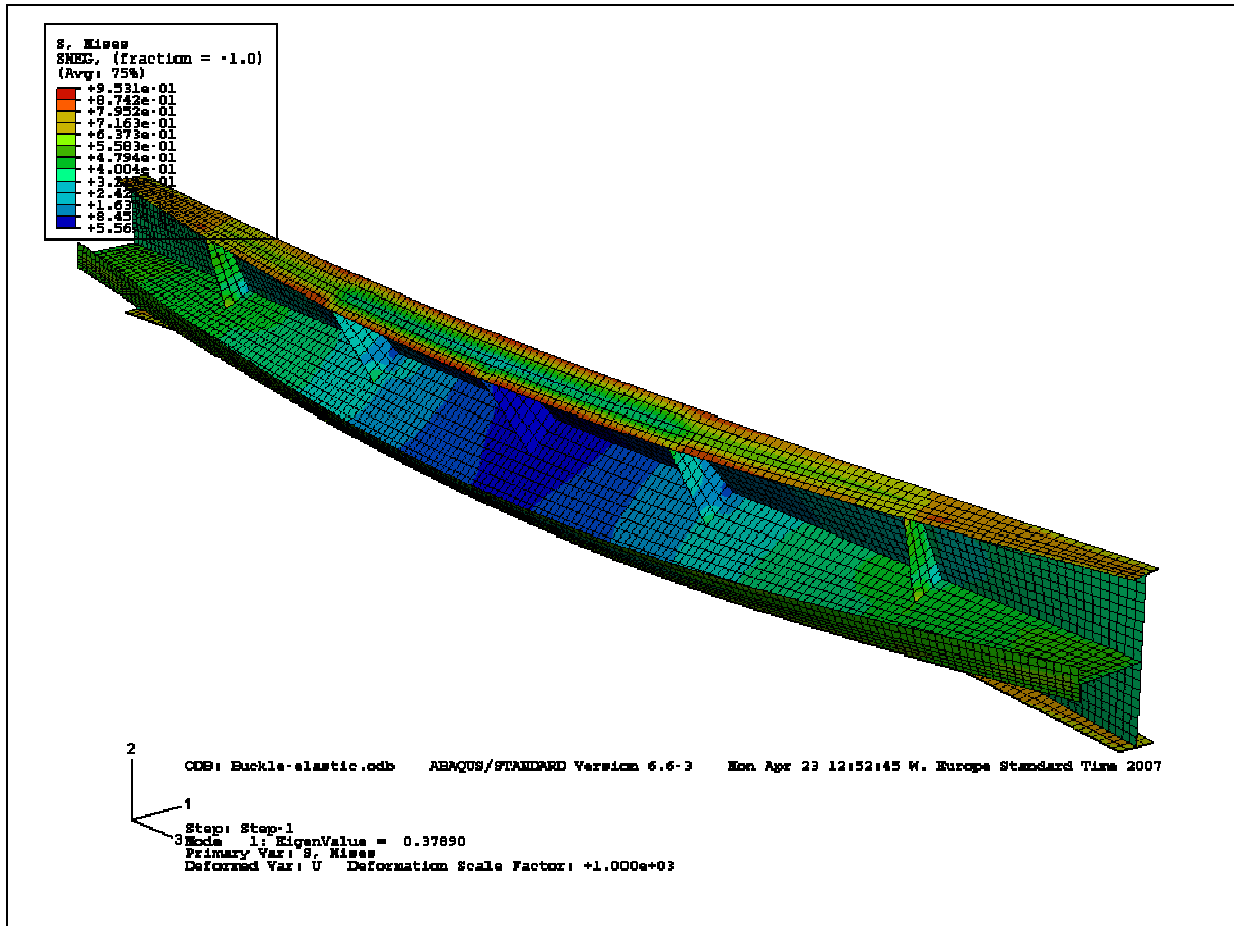 S, Mises
SNEG, (fraction = -1.0)
(Avg: 75%)
+9.531e-01
+8.742e-01
+7.952e-01
+7.163e-01
+6.373e-01
+5.583e-01
+4.794e-01
+4.004e-01
2
1
3
ODB: Buckle-elastic.odb ABAQUS/STANDARD Version 6.6-3 Mon Apr 23 12:52:45 W. Europe Standard Time 2007
Step: Step-1
Mode 1: EigenValue = 0.37890
Primary Var: S, Mises
Deformed Var: U Deformation Scale Factor: +1.000e+03